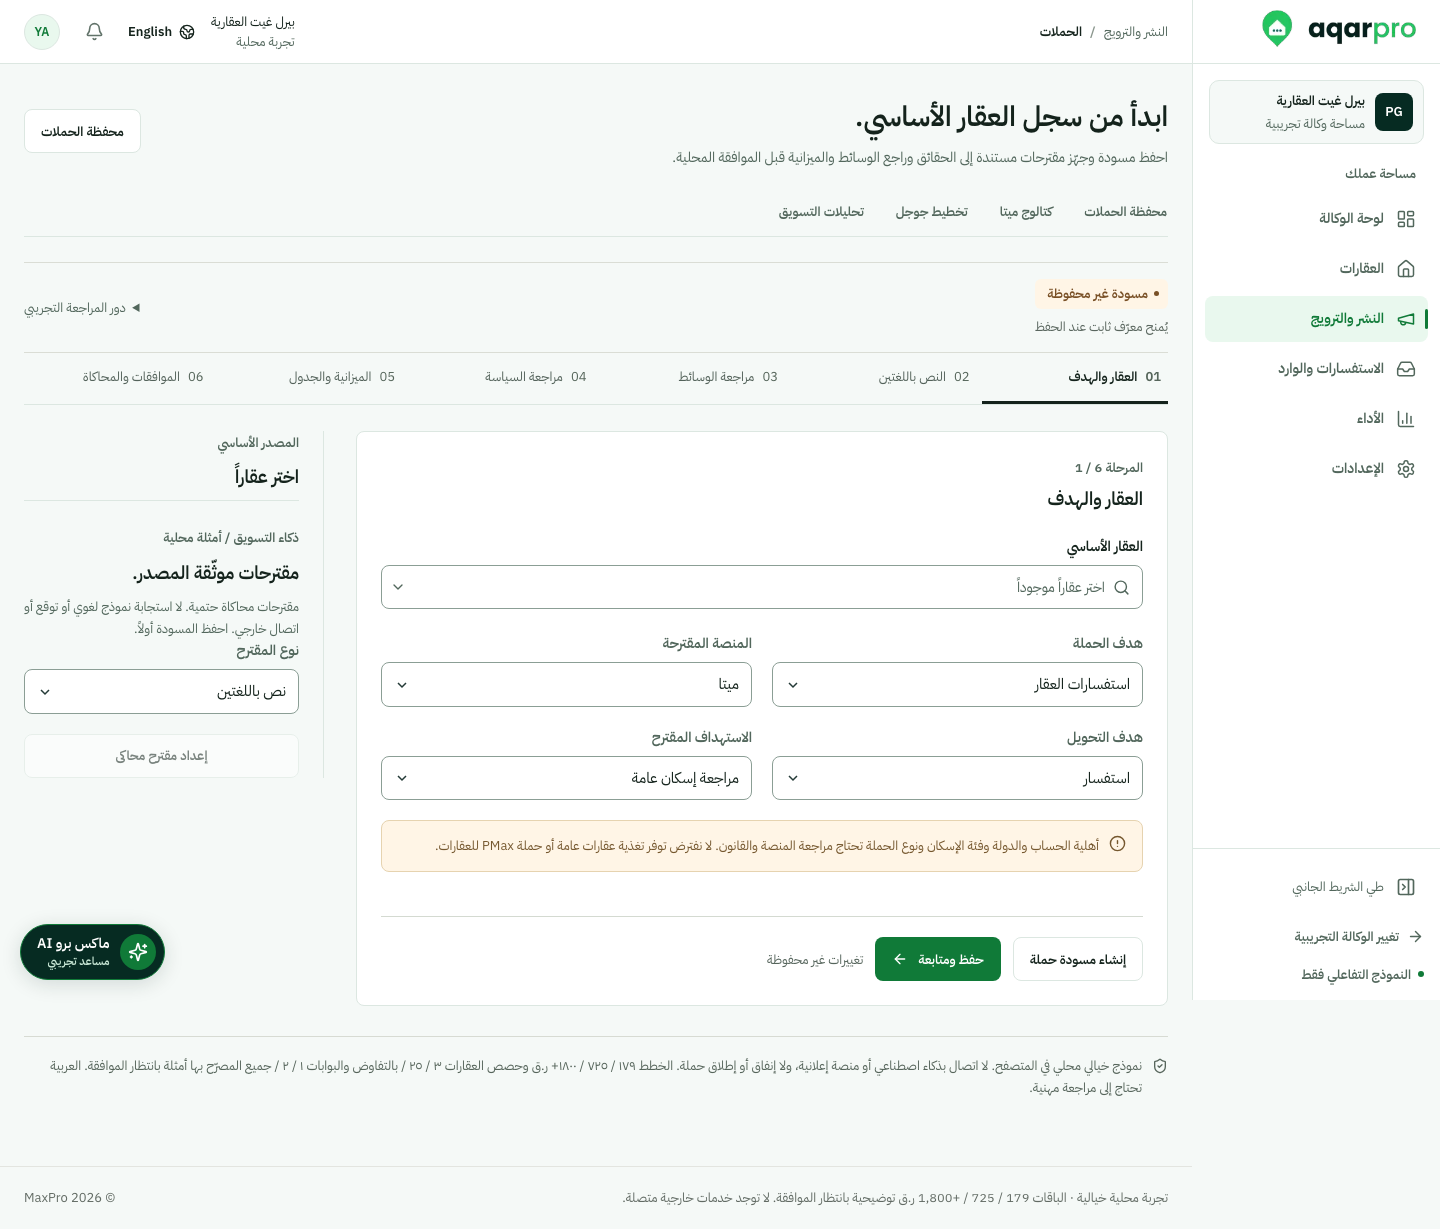 aqarpro
النشر والترويج / الحملات
بيرل غيت العقارية
تجربة محلية
English
YA
PG
بيرل غيت العقارية
مساحة وكالة تجريبية
مساحة عملك
لوحة الوكالة
العقارات
النشر والترويج
الاستفسارات والوارد
الأداء
الإعدادات
طي الشريط الجانبي
تغيير الوكالة التجريبية
النموذج التفاعلي فقط
ابدأ من سجل العقار الأساسي.
احفظ مسودة وجهّز مقترحات مستندة إلى الحقائق وراجع الوسائط والميزانية قبل الموافقة المحلية.
محفظة الحملات
محفظة الحملات
كتالوج ميتا
تخطيط جوجل
تحليلات التسويق
مسودة غير محفوظة
يُمنح معرّف ثابت عند الحفظ
دور المراجعة التجريبي
01 العقار والهدف
02 النص باللغتين
03 مراجعة الوسائط
04 مراجعة السياسة
05 الميزانية والجدول
06 الموافقات والمحاكاة
المرحلة 6 / 1
العقار والهدف
العقار الأساسي
اختر عقاراً موجوداً
هدف الحملة
المنصة المقترحة
استفسارات العقار
ميتا
هدف التحويل
الاستهداف المقترح
استفسار
مراجعة إسكان عامة
أهلية الحساب والدولة وفئة الإسكان ونوع الحملة تحتاج مراجعة المنصة والقانون. لا نفترض توفر تغذية عقارات عامة أو حملة PMax للعقارات.
إنشاء مسودة حملة
حفظ ومتابعة
تغييرات غير محفوظة
المصدر الأساسي
اختر عقاراً
ذكاء التسويق / أمثلة محلية
مقترحات موثّقة المصدر.
مقترحات محاكاة حتمية. لا استجابة نموذج لغوي أو توقع أو
اتصال خارجي. احفظ المسودة أولاً.
نوع المقترح
نص باللغتين
إعداد مقترح محاكى
ماكس برو AI
مساعد تجريبي
نموذج خيالي محلي في المتصفح. لا اتصال بذكاء اصطناعي أو منصة إعلانية، ولا إنفاق أو إطلاق حملة. الخطط ١٧٩ / ٧٢٥ / ١٨٠٠+ ر.ق وحصص العقارات ٣ / ٢٥ / بالتفاوض والبوابات ١ / ٢ / جميع المصرّح بها أمثلة بانتظار الموافقة. العربية
تحتاج إلى مراجعة مهنية.
تجربة محلية خيالية · الباقات 179 / 725 / +1,800 ر.ق توضيحية بانتظار الموافقة. لا توجد خدمات خارجية متصلة.
© 2026 MaxPro